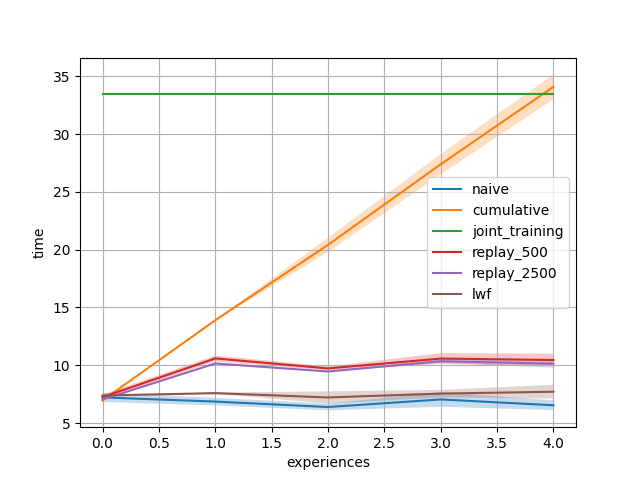 35
30
25
20
15
10
5
time
0.0 0.5 1.0 1.5 2.0 2.5 3.0 3.5 4.0
experiences
naive
cumulative
joint_training
replay_500
replay_2500
lwf